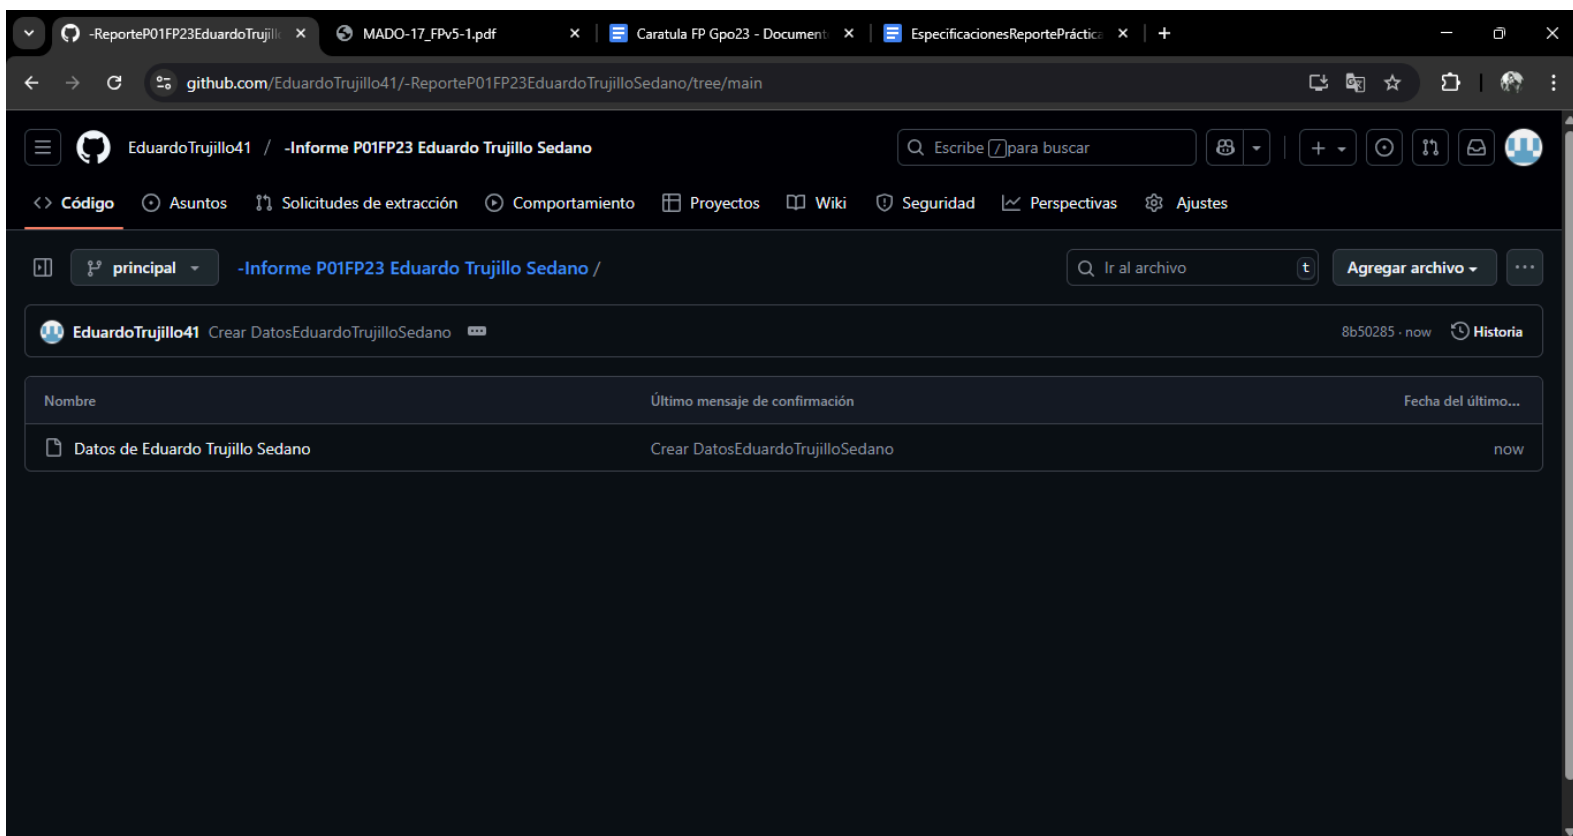 -ReporteP01FP23EduardoTrujillo
MADO-17_FPv5-1.pdf
Caratula FP Gpo23 - Document
EspecificacionesReportePráctica
github.com/EduardoTrujillo41/-ReporteP01FP23EduardoTrujilloSedano/tree/main
EduardoTrujillo41 / -Informe P01FP23 Eduardo Trujillo Sedano
Escribe / para buscar
Código Asuntos Solicitudes de extracción Comportamiento Proyectos Wiki Seguridad Perspectivas Ajustes
principal -Informe P01FP23 Eduardo Trujillo Sedano / Ir al archivo t Agregar archivo
EduardoTrujillo41 Crear DatosEduardoTrujilloSedano 8b50285 · now Historia
Nombre Último mensaje de confirmación Fecha del último...
Datos de Eduardo Trujillo Sedano Crear DatosEduardoTrujilloSedano now